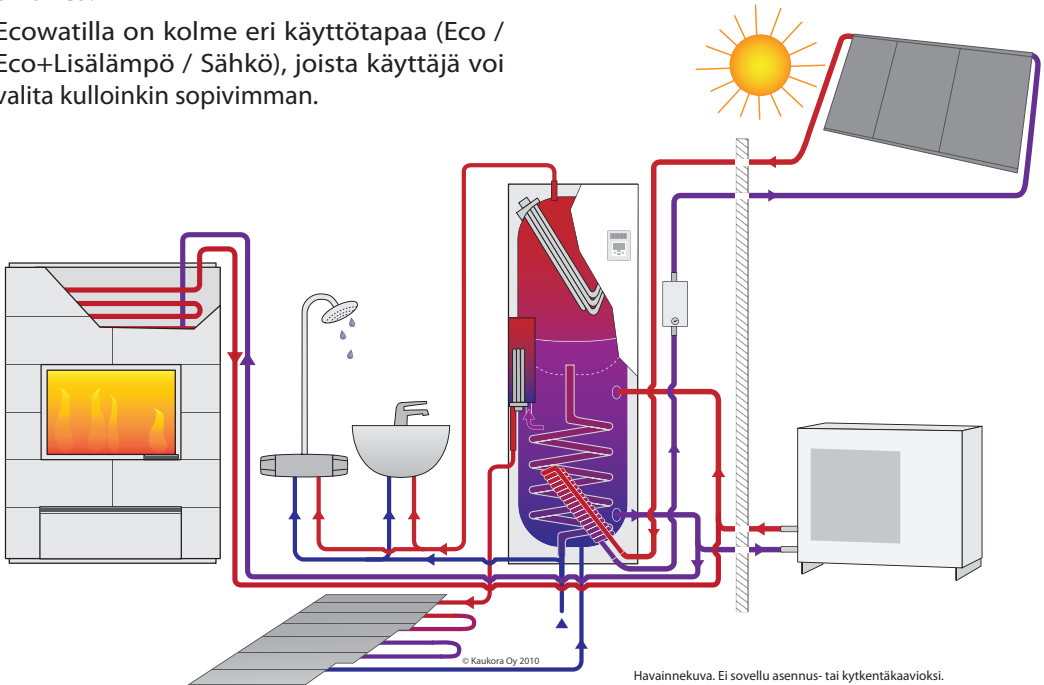 Ecowatilla on kolme eri käyttötapaa (Eco /
Eco+Lisälämpö / Sähkö), joista käyttäjä voi
valita kulloinkin sopivimman.
© Kaukora Oy 2010
Havainnekuva. Ei sovellu asennus- tai kytkentäkaavioksi.